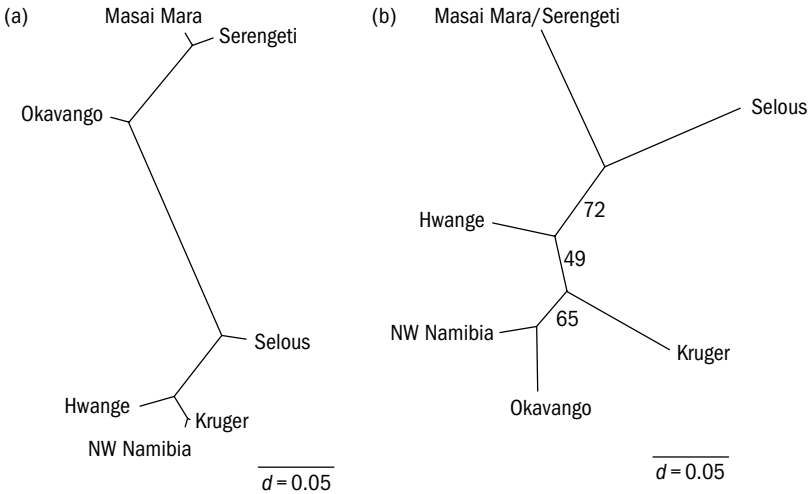 (a)
Masai Mara
Serengeti
Okavango
Selous
Hwange
Kruger
NW Namibia
d = 0.05
(b)
Masai Mara/Serengeti
Selous
72
Hwange
49
65
NW Namibia
Kruger
Okavango
d = 0.05